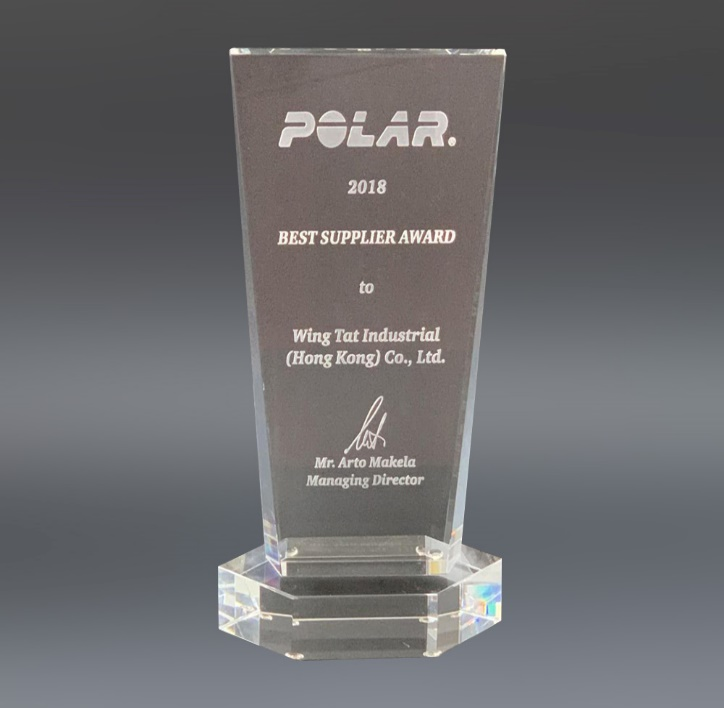 POLAR.
2018
BEST SUPPLIER AWARD
to
Wing Tat Industrial
(Hong Kong) Co., Ltd.
Mr. Arto Makela
Managing Director